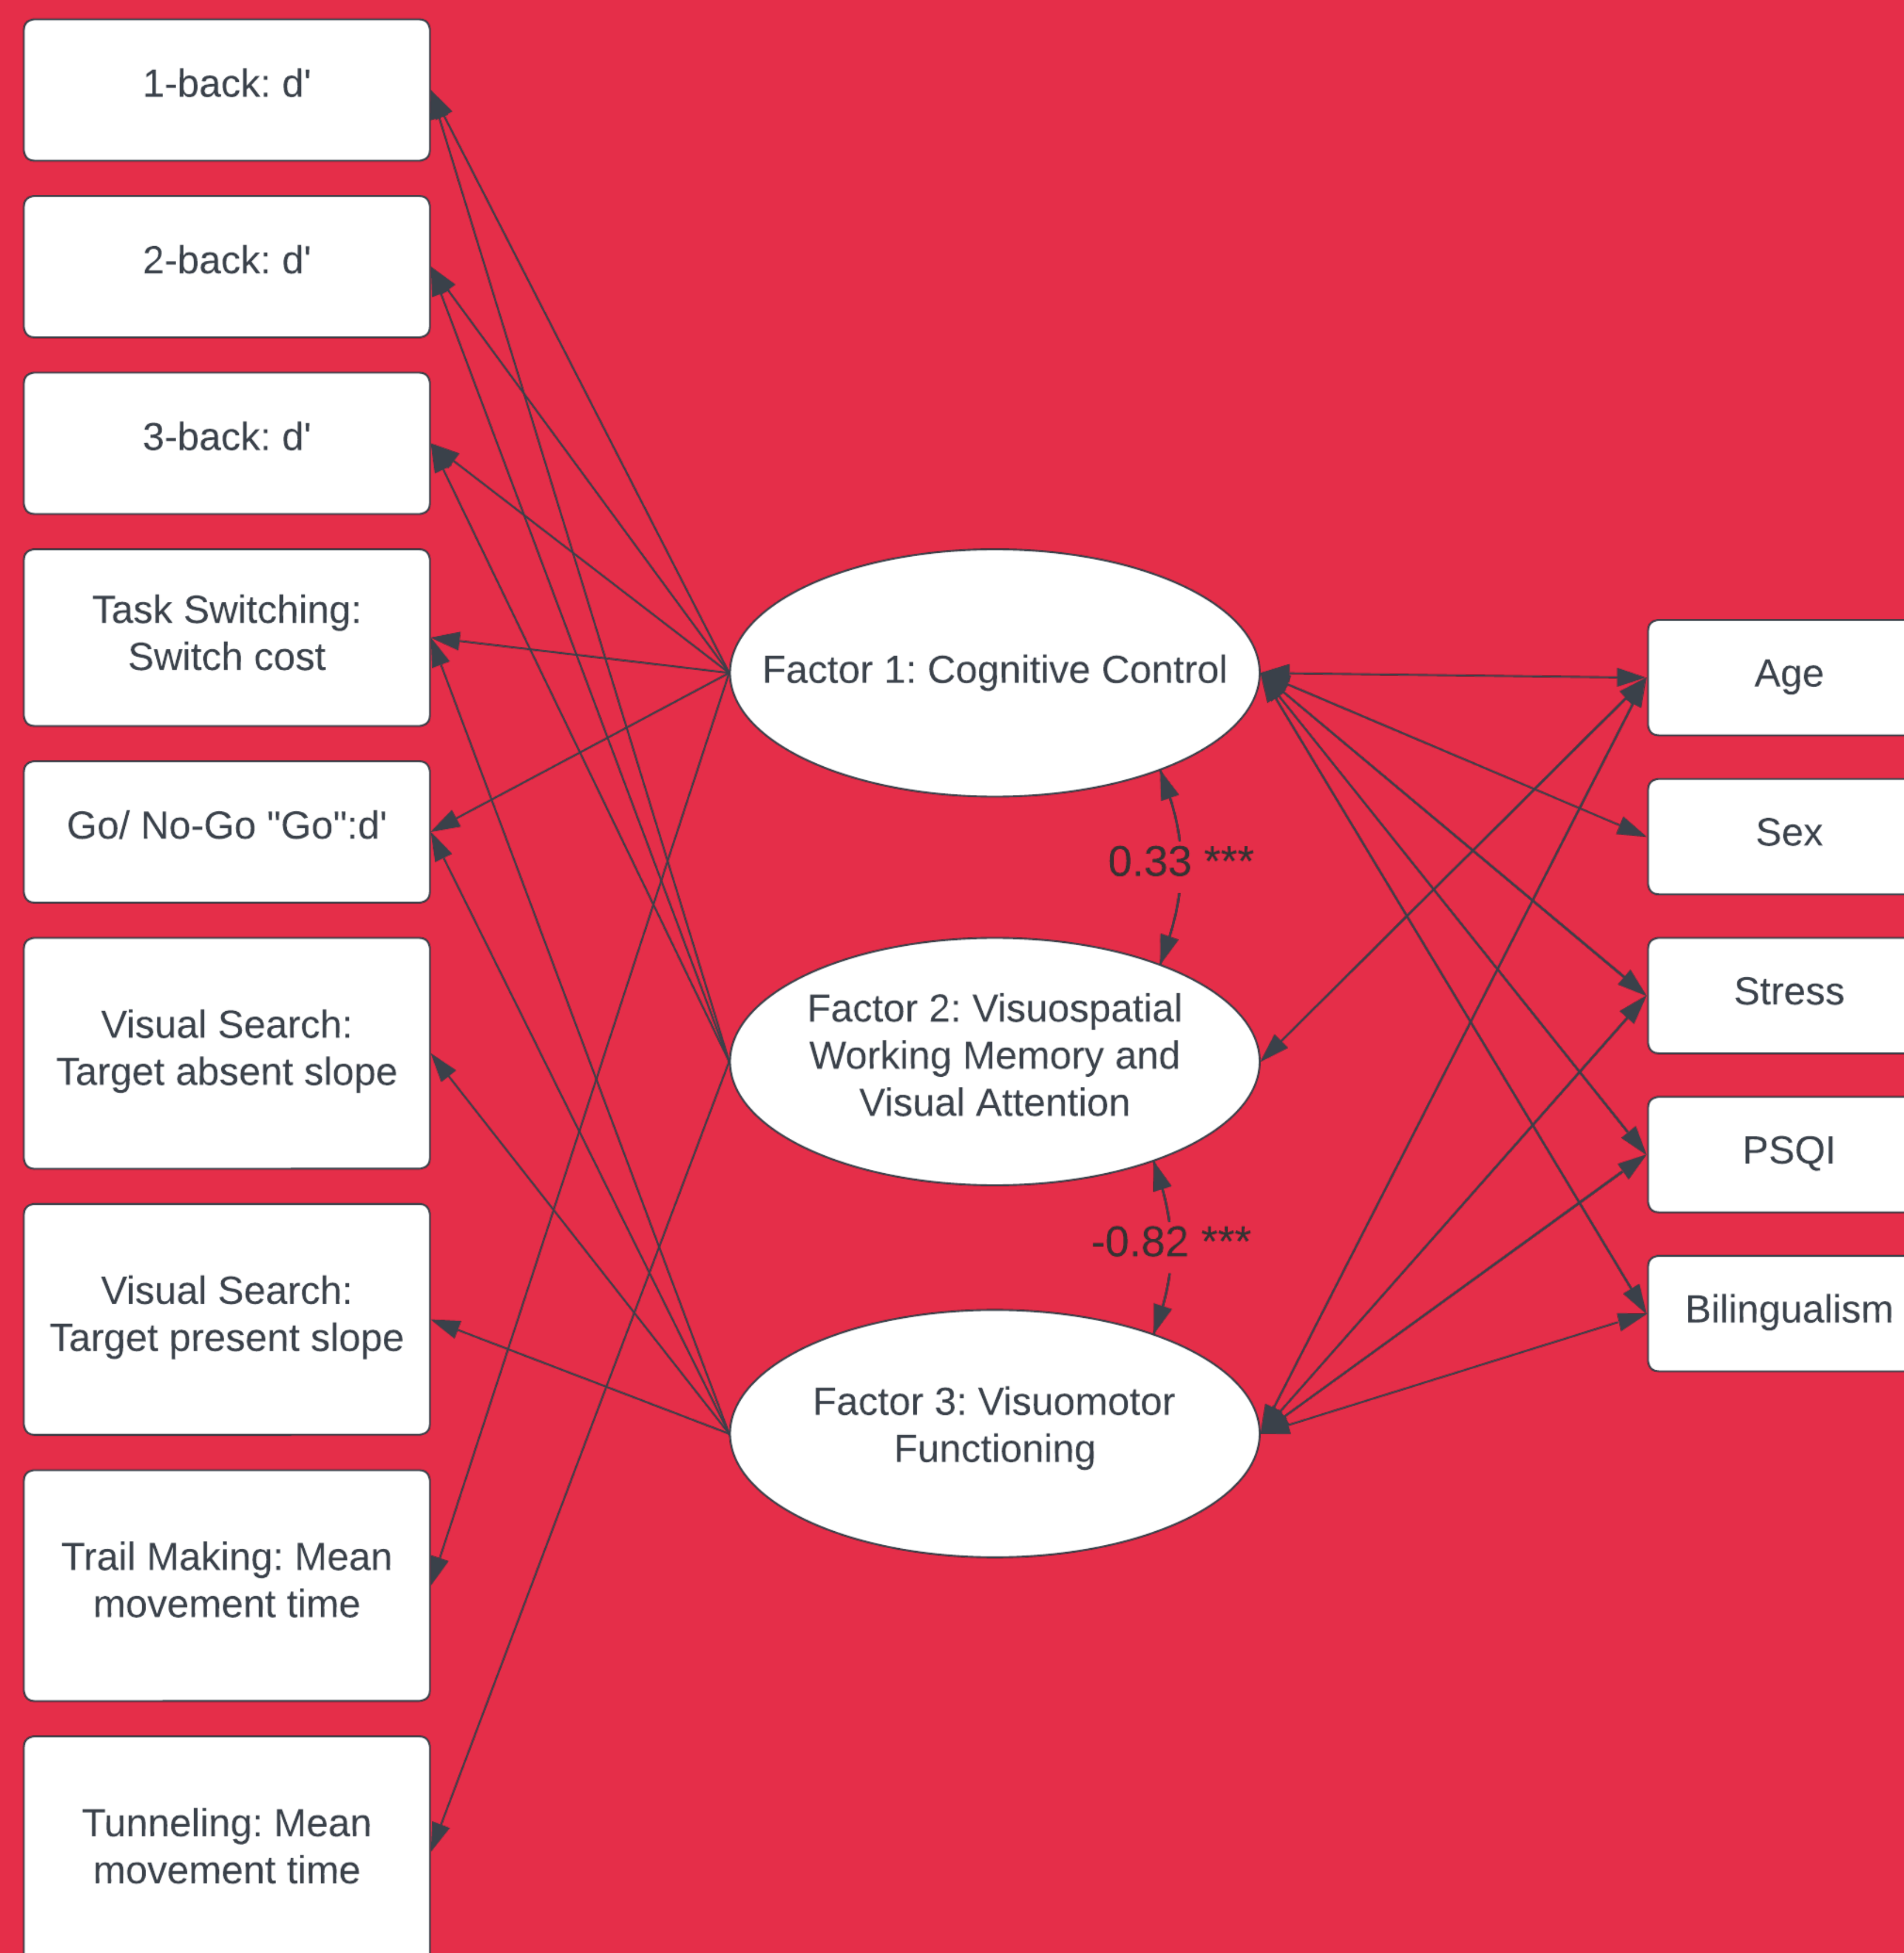 1-back: d'
2-back: d'
3-back: d'
Task Switching:
Switch cost
Go/ No-Go "Go":d'
Visual Search:
Target absent slope
Visual Search:
Target present slope
Trail Making: Mean
movement time
Tunneling: Mean
movement time
Factor 1: Cognitive Control
0.33 ***
Factor 2: Visuospatial
Working Memory and
Visual Attention
-0.82 ***
Factor 3: Visuomotor
Functioning
Age
Sex
Stress
PSQI
Bilingualism